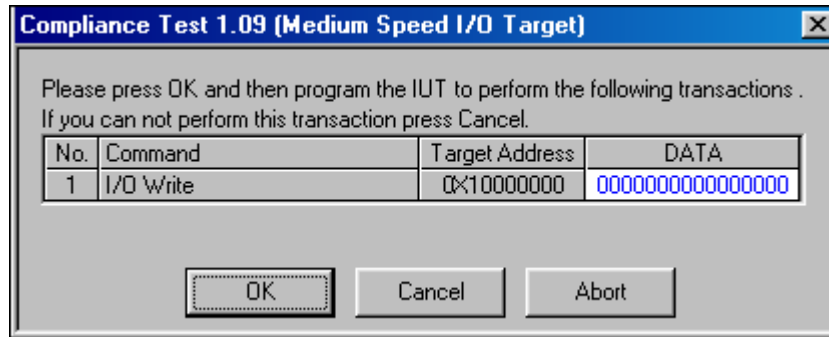 Compliance Test 1.09 (Medium Speed I/O Target)
Please press OK and then program the IUT to perform the following transactions .
If you can not perform this transaction press Cancel.
No. Command Target Address DATA
1 I/O Write 0X10000000 0000000000000000
OK Cancel Abort